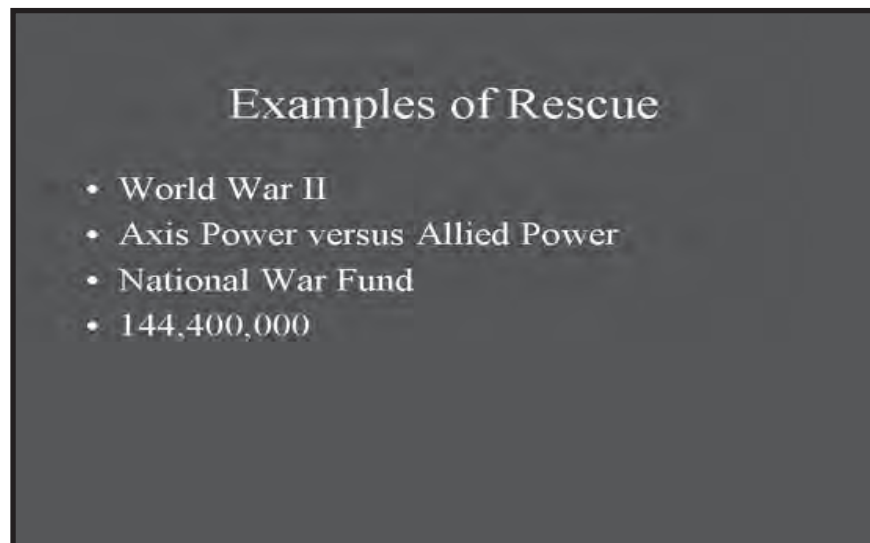 Examples of Rescue
• World War II
• Axis Power versus Allied Power
• National War Fund
• 144,400,000